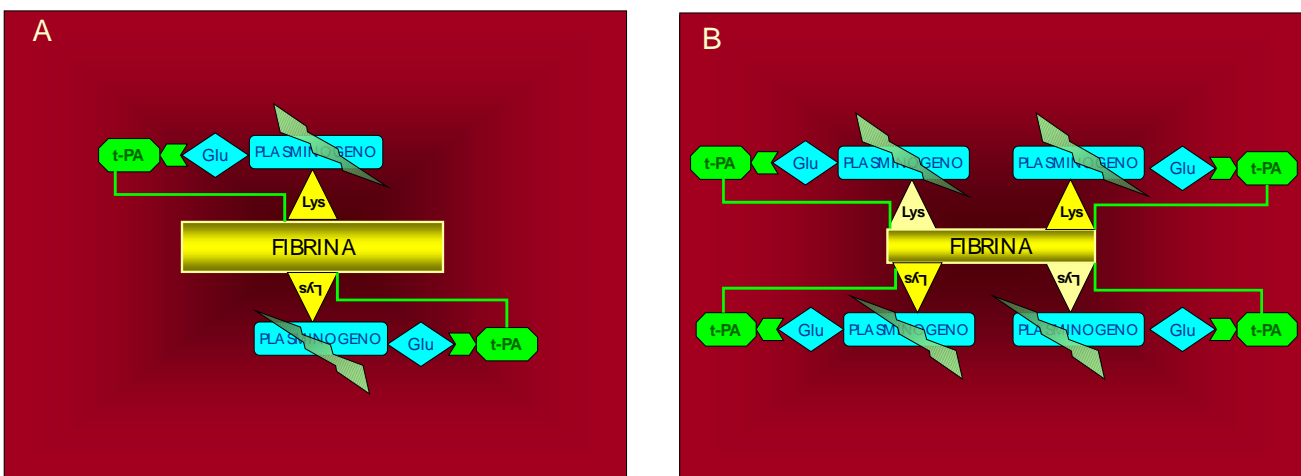 A
t-PA Glu PLASMINOGENO
Lys
FIBRINA
Lys
PLASMINOGENO Glu t-PA
B
t-PA Glu PLASMINOGENO PLASMINOGENO Glu t-PA
Lys Lys
FIBRINA
Lys Lys
t-PA Glu PLASMINOGENO PLASMINOGENO Glu t-PA